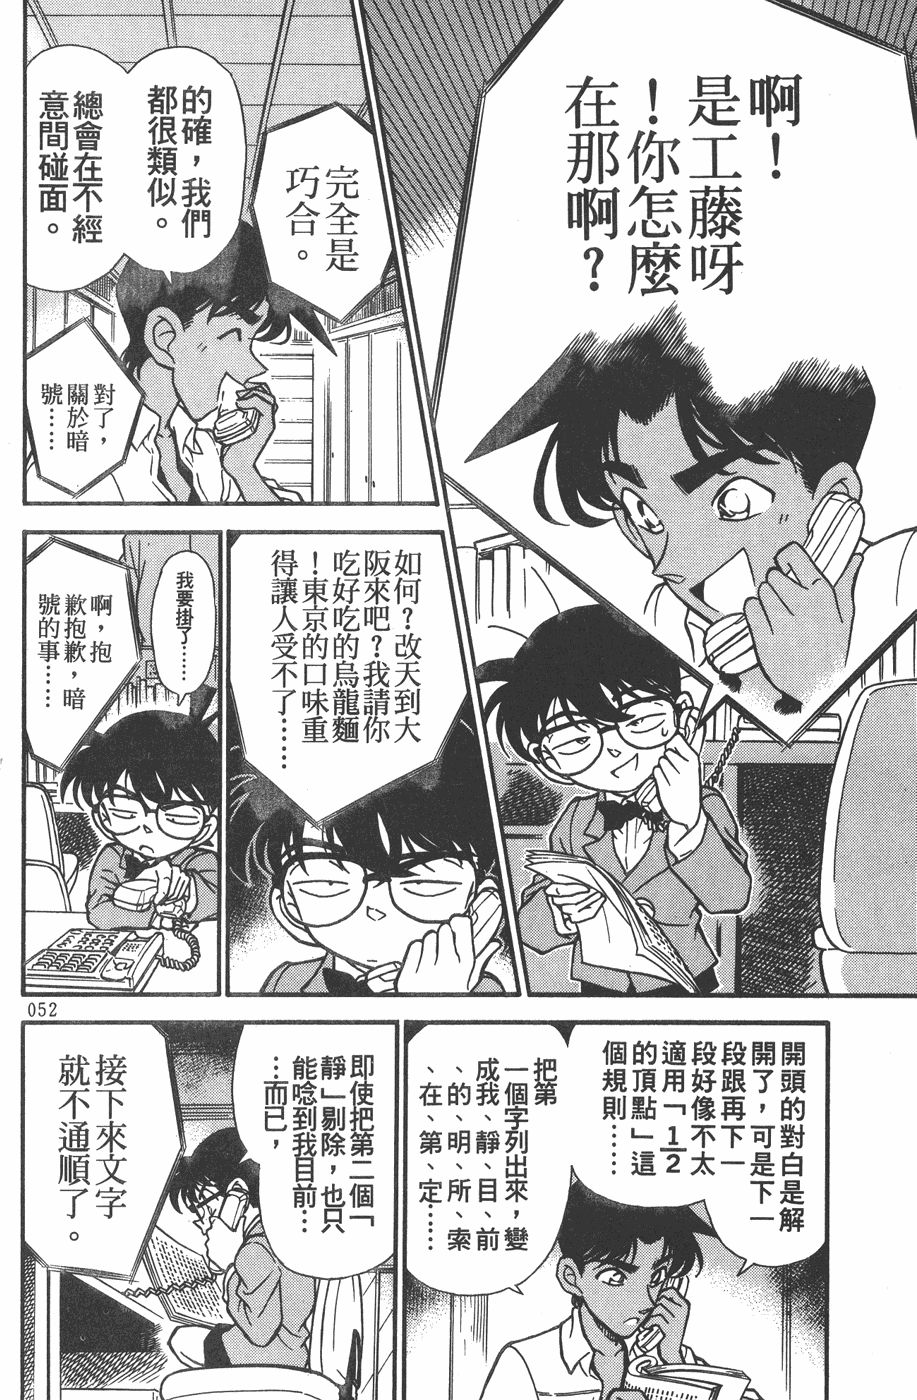 啊！
是工藤呀
！你怎麼
在那啊？
完全是
巧合。
的確，我們
都很類似。
總會在不經
意間碰面。
對了，
關於暗
號……
如何？改天到大
阪來吧？我請你
吃好吃的烏龍麵
！東京的口味重
得讓人受不了……
我要掛了……
啊，抱
歉抱歉，暗
號的事……
052
開頭的對白是解
開了，可是下一
段跟再下一
段好像不太
適用「1/2
的頂點」這
個規則……
把第
一個字列出來，變
成我、靜、目、前
、的、明、所、索
、在、第、定……
即使把第二個「
靜」剔除，也只
能唸到我目前…
…而已，
接下來文字
就不通順了。